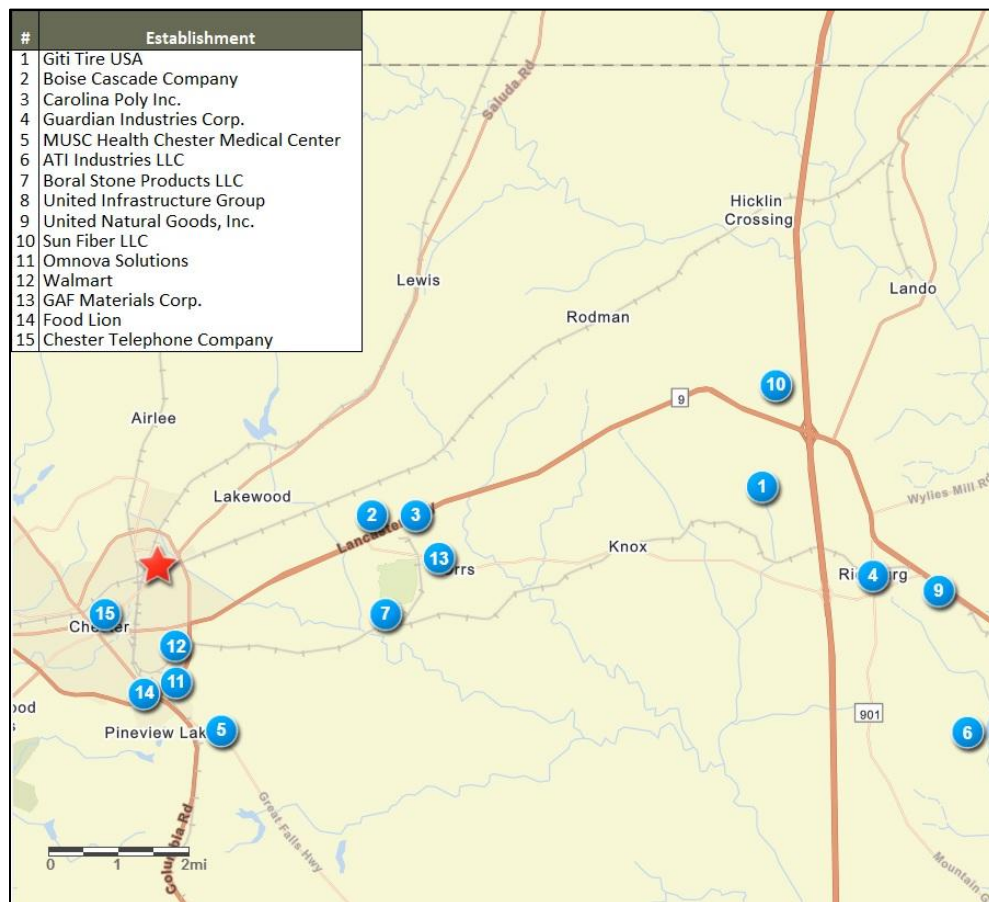 # Establishment
1 Giti Tire USA
2 Boise Cascade Company
3 Carolina Poly Inc.
4 Guardian Industries Corp.
5 MUSC Health Chester Medical Center
6 ATI Industries LLC
7 Boral Stone Products LLC
8 United Infrastructure Group
9 United Natural Goods, Inc.
10 Sun Fiber LLC
11 Omnova Solutions
12 Walmart
13 GAF Materials Corp.
14 Food Lion
15 Chester Telephone Company
Saluda Rd
Hicklin
Crossing
Lewis
Lando
Rodman
10
9
Airlee
1
Lakewood
Wylies Mill Rd
2
3
Lancaster
Knox
13
rrs
4
9
15
7
Chester
12
11
14
901
ood
Pineview Lak
5
6
Great Falls Hwy
Columbia Rd
0 1 2mi
Mountain G